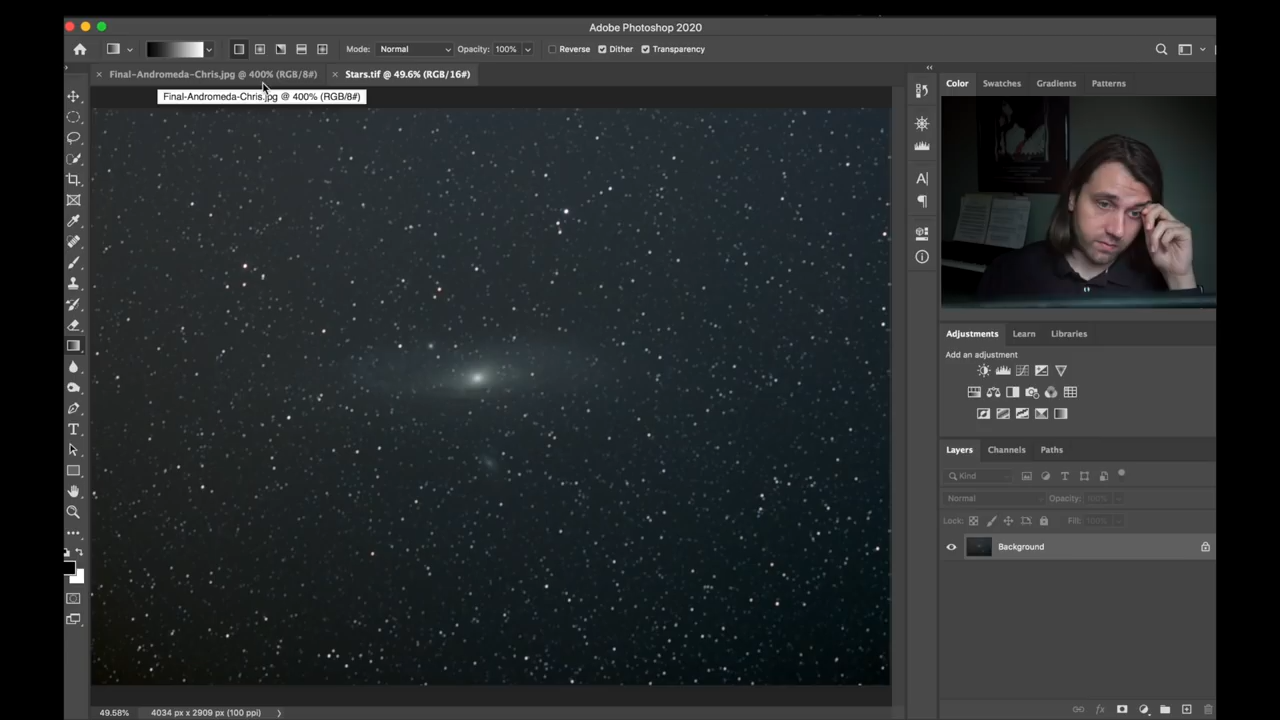 Adobe Photoshop 2020
Mode: Normal Opacity: 100% Reverse Dither Transparency
Final-Andromeda-Chris.jpg @ 400% (RGB/8#) Stars.tif @ 49.6% (RGB/16#)
Final-Andromeda-Chris.jpg @ 400% (RGB/8#)
Color Swatches Gradients Patterns
Adjustments Learn Libraries
Add an adjustment
Layers Channels Paths
Kind
Normal Opacity: 100%
Lock: Fill: 100%
Background
49.58% 4034 px x 2909 px (100 ppi)